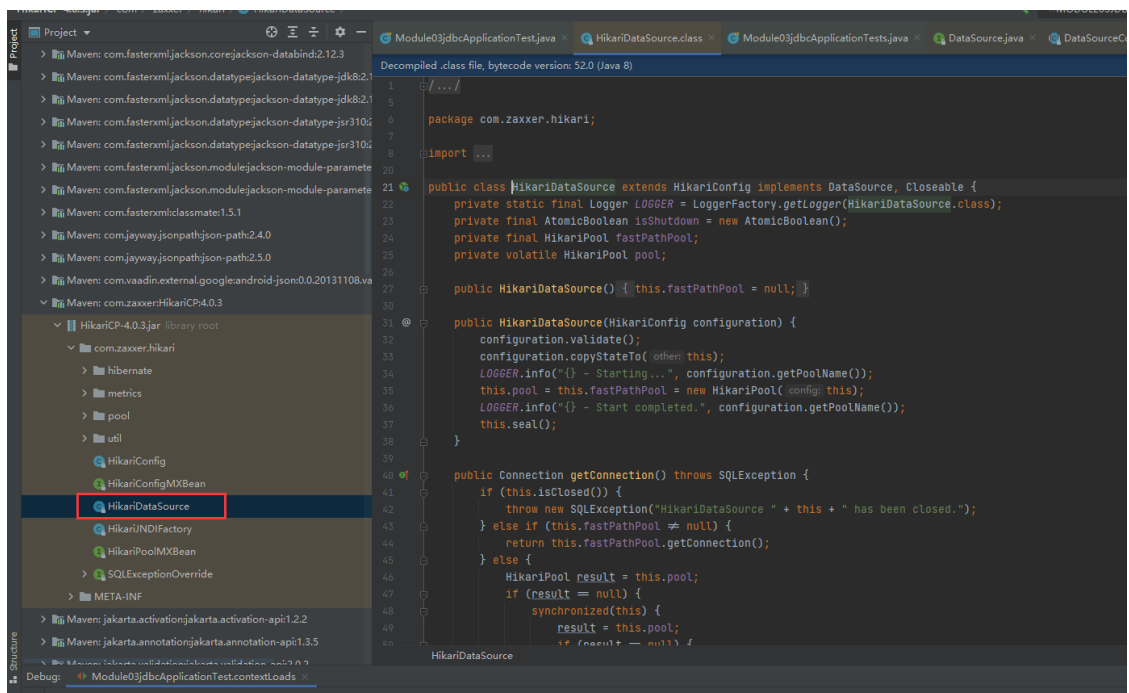 Project
Module03jdbcApplicationTest.java
HikariDataSource.class
Module03jdbcApplicationTests.java
DataSource.java
Decompiled .class file, bytecode version: 52.0 (Java 8)
Project
Maven: com.fasterxml.jackson.core:jackson-databind:2.12.3
Maven: com.fasterxml.jackson.datatype:jackson-datatype-jdk8:2.1
Maven: com.fasterxml.jackson.datatype:jackson-datatype-jdk8:2.1
Maven: com.fasterxml.jackson.datatype:jackson-datatype-jsr310:2
Maven: com.fasterxml.jackson.datatype:jackson-datatype-jsr310:2
Maven: com.fasterxml.jackson.module:jackson-module-paramete
Maven: com.fasterxml.jackson.module:jackson-module-paramete
Maven: com.fasterxml:classmate:1.5.1
Maven: com.jayway.jsonpath:json-path:2.4.0
Maven: com.jayway.jsonpath:json-path:2.5.0
Maven: com.vaadin.external.google:android-json:0.0.20131108.va
Maven: com.zaxxer:HikariCP:4.0.3
HikariCP-4.0.3.jar library root
com.zaxxer.hikari
hibernate
metrics
pool
util
HikariConfig
HikariConfigMXBean
HikariDataSource
HikariJNDIFactory
HikariPoolMXBean
SQLExceptionOverride
META-INF
Maven: jakarta.activation:jakarta.activation-api:1.2.2
Maven: jakarta.annotation:jakarta.annotation-api:1.3.5
1 /.../
5
6 package com.zaxxer.hikari;
7
8 import ...
20
21 public class HikariDataSource extends HikariConfig implements DataSource, Closeable {
22 private static final Logger LOGGER = LoggerFactory.getLogger(HikariDataSource.class);
23 private final AtomicBoolean isShutdown = new AtomicBoolean();
24 private final HikariPool fastPathPool;
25 private volatile HikariPool pool;
26
27 public HikariDataSource() { this.fastPathPool = null; }
30
31 @ public HikariDataSource(HikariConfig configuration) {
32 configuration.validate();
33 configuration.copyStateTo( other: this);
34 LOGGER.info("{} - Starting...", configuration.getPoolName());
35 this.pool = this.fastPathPool = new HikariPool( config: this);
36 LOGGER.info("{} - Start completed.", configuration.getPoolName());
37 this.seal();
38 }
39
40 public Connection getConnection() throws SQLException {
41 if (this.isClosed()) {
42 throw new SQLException("HikariDataSource " + this + " has been closed.");
43 } else if (this.fastPathPool ≠ null) {
44 return this.fastPathPool.getConnection();
45 } else {
46 HikariPool result = this.pool;
47 if (result == null) {
48 synchronized(this) {
49 result = this.pool;
if (result == null) {
HikariDataSource
Structure
Debug: Module03jdbcApplicationTest.contextLoads